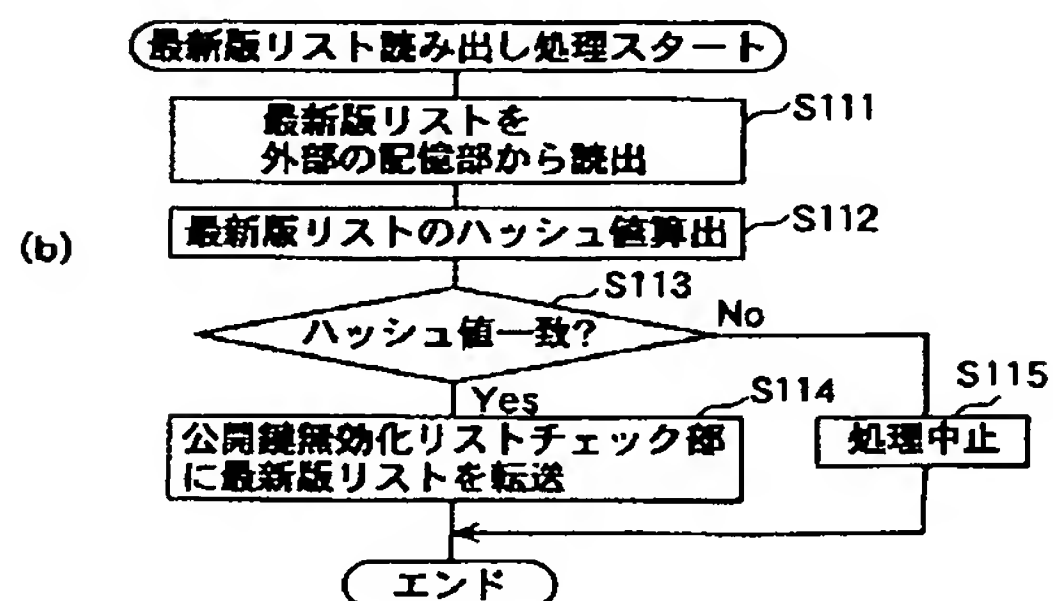 最新版リスト読み出し処理スタート
S111
最新版リストを
外部の記憶部から読出
(b)
最新版リストのハッシュ値算出
S112
S113
ハッシュ値一致?
No
Yes
S114
S115
公開鍵無効化リストチェック部
に最新版リストを転送
処理中止
エンド